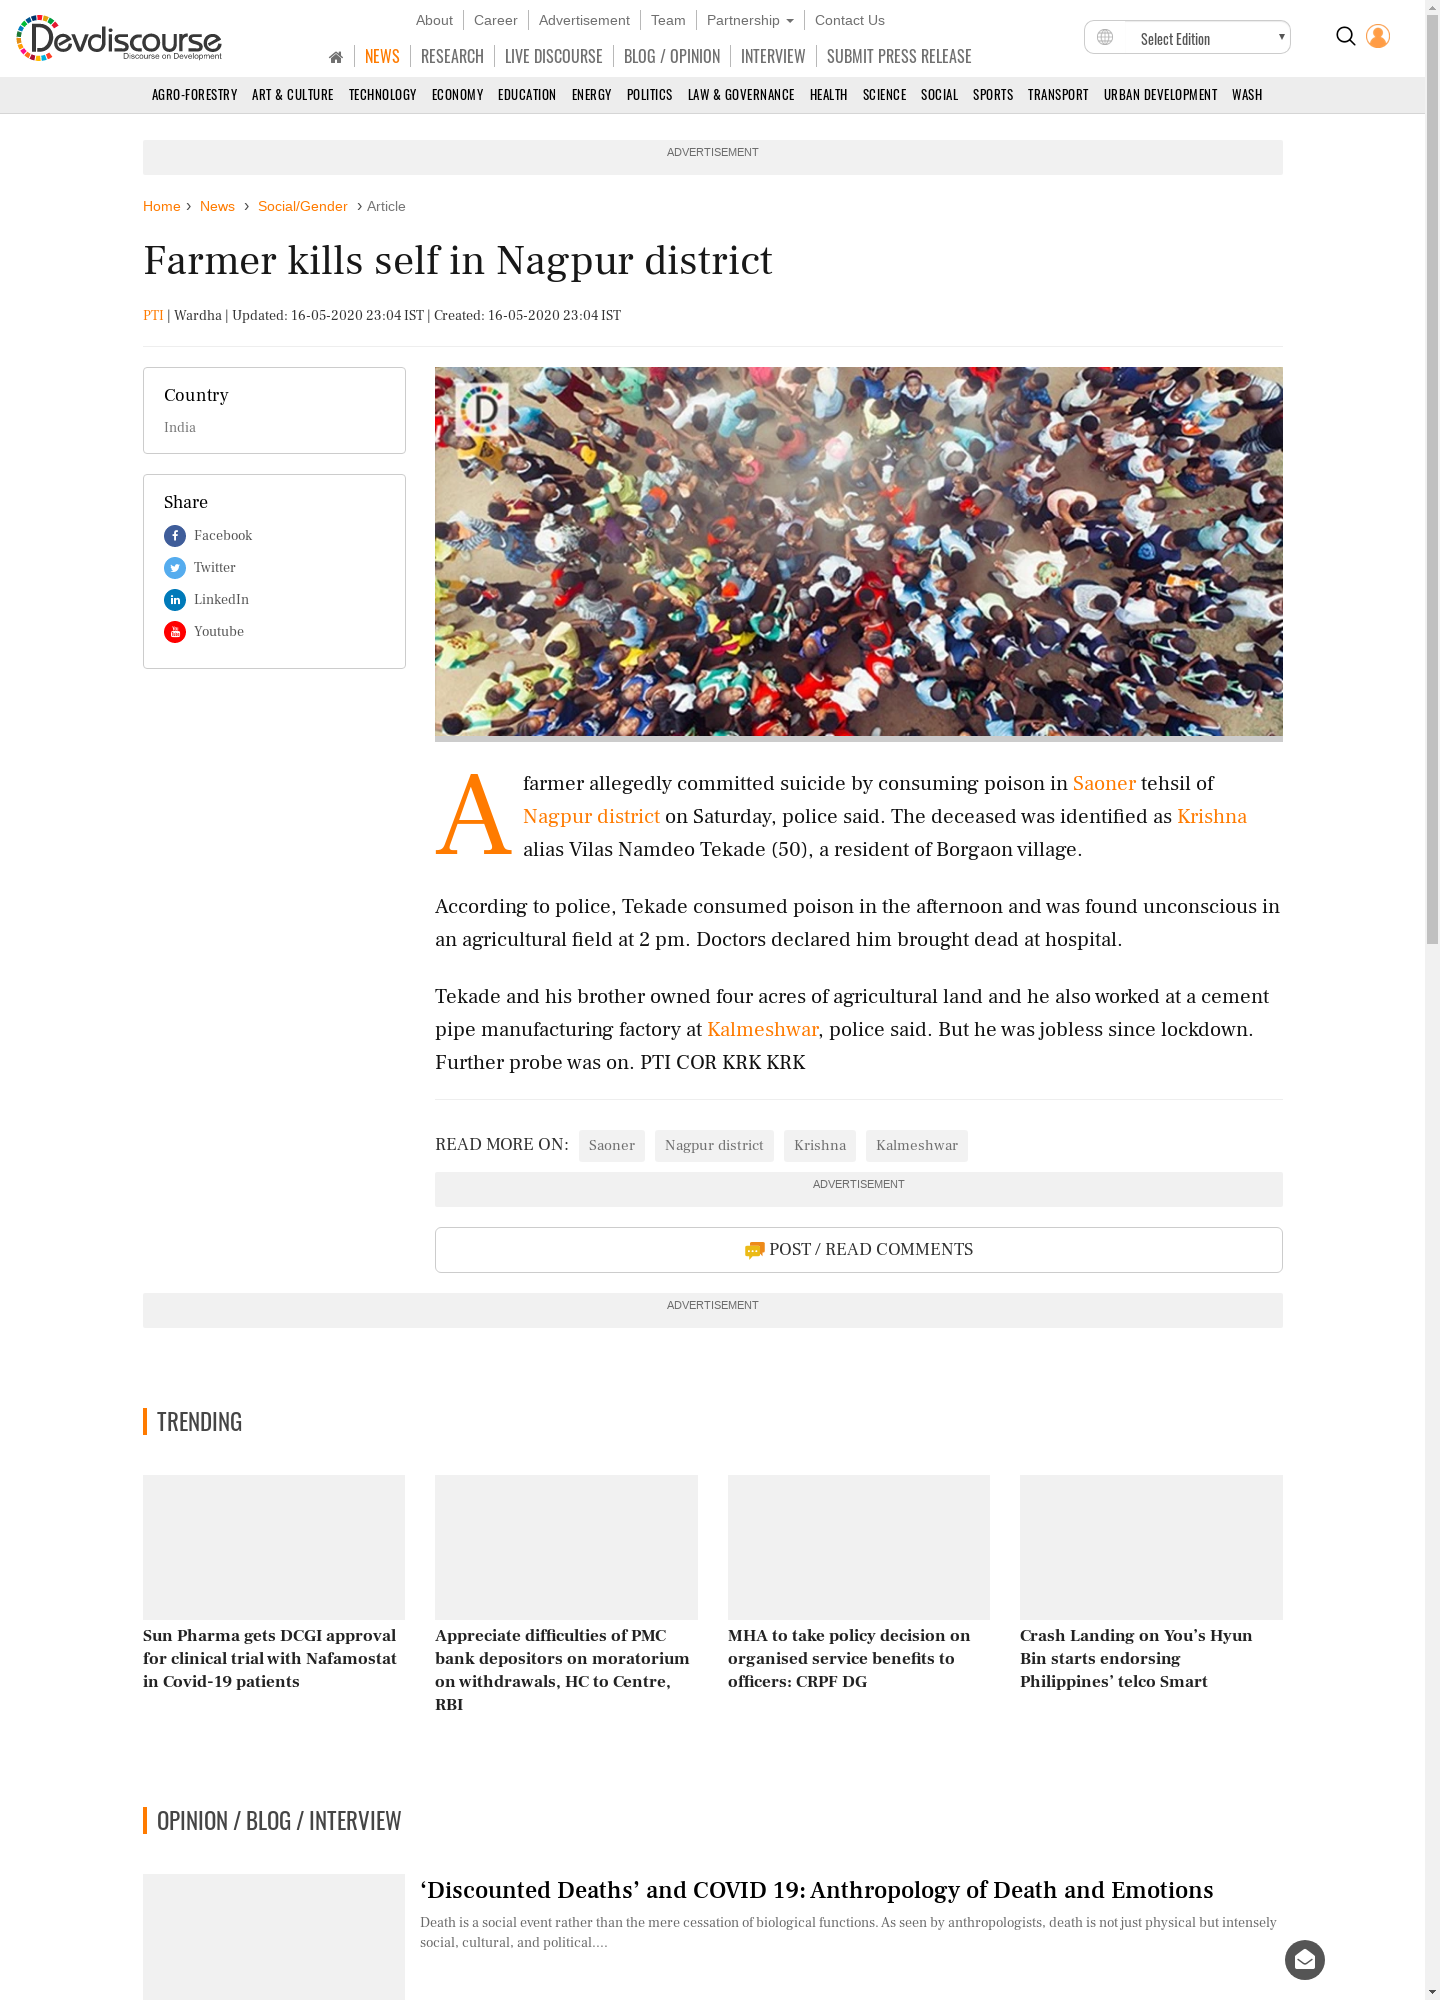 Devdiscourse
Discourse on Development
About
Career
Advertisement
Team
Partnership
Contact Us
NEWS
RESEARCH
LIVE DISCOURSE
BLOG / OPINION
INTERVIEW
SUBMIT PRESS RELEASE
Select Edition
AGRO-FORESTRY
ART & CULTURE
TECHNOLOGY
ECONOMY
EDUCATION
ENERGY
POLITICS
LAW & GOVERNANCE
HEALTH
SCIENCE
SOCIAL
SPORTS
TRANSPORT
URBAN DEVELOPMENT
WASH
ADVERTISEMENT
Home › News › Social/Gender › Article
Farmer kills self in Nagpur district
PTI | Wardha | Updated: 16-05-2020 23:04 IST | Created: 16-05-2020 23:04 IST
Country
India
Share
Facebook
Twitter
LinkedIn
Youtube
D
A farmer allegedly committed suicide by consuming poison in Saoner tehsil of
Nagpur district on Saturday, police said. The deceased was identified as Krishna
alias Vilas Namdeo Tekade (50), a resident of Borgaon village.
According to police, Tekade consumed poison in the afternoon and was found unconscious in
an agricultural field at 2 pm. Doctors declared him brought dead at hospital.
Tekade and his brother owned four acres of agricultural land and he also worked at a cement
pipe manufacturing factory at Kalmeshwar, police said. But he was jobless since lockdown.
Further probe was on. PTI COR KRK KRK
READ MORE ON:
Saoner
Nagpur district
Krishna
Kalmeshwar
ADVERTISEMENT
POST / READ COMMENTS
ADVERTISEMENT
TRENDING
Sun Pharma gets DCGI approval
for clinical trial with Nafamostat
in Covid-19 patients
Appreciate difficulties of PMC
bank depositors on moratorium
on withdrawals, HC to Centre,
RBI
MHA to take policy decision on
organised service benefits to
officers: CRPF DG
Crash Landing on You’s Hyun
Bin starts endorsing
Philippines’ telco Smart
OPINION / BLOG / INTERVIEW
‘Discounted Deaths’ and COVID 19: Anthropology of Death and Emotions
Death is a social event rather than the mere cessation of biological functions. As seen by anthropologists, death is not just physical but intensely
social, cultural, and political....